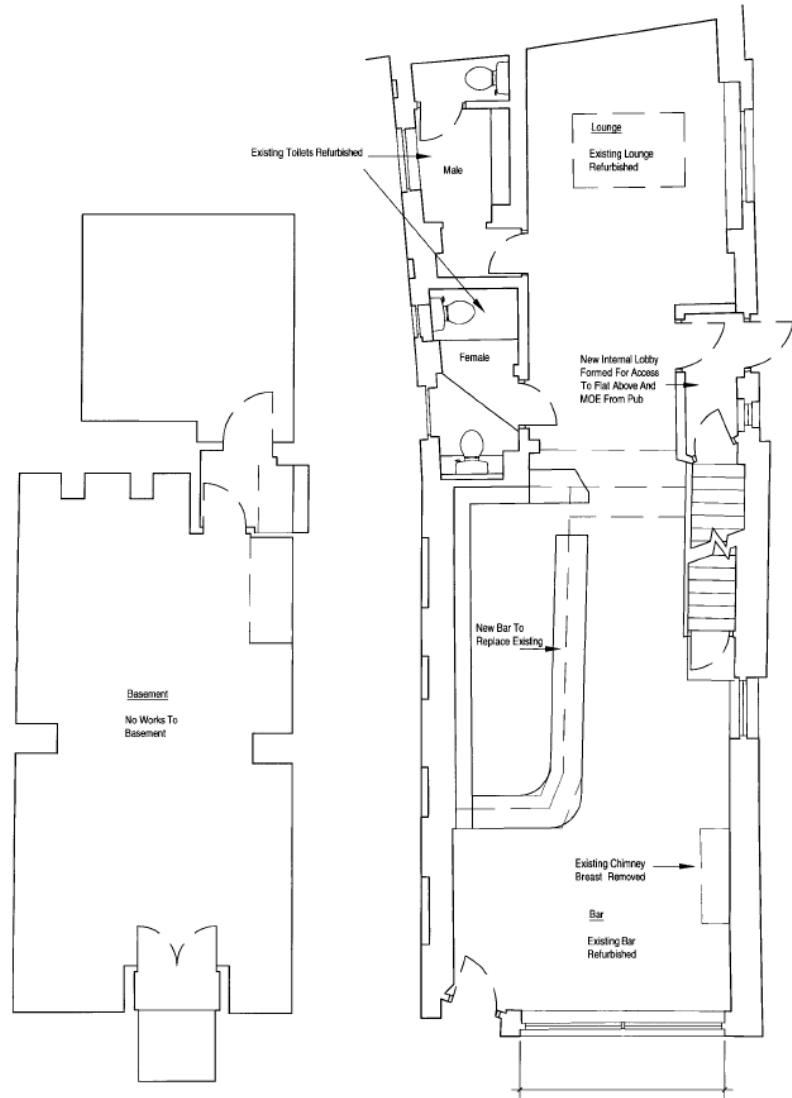 Lounge
Existing Lounge
Refurbished
Existing Toilets Refurbished
Male
Female
New Internal Lobby
Formed For Access
To Flat Above And
MOE From Pub
New Bar To
Replace Existing
Basement
No Works To
Basement
Existing Chimney
Breast Removed
Bar
Existing Bar
Refurbished